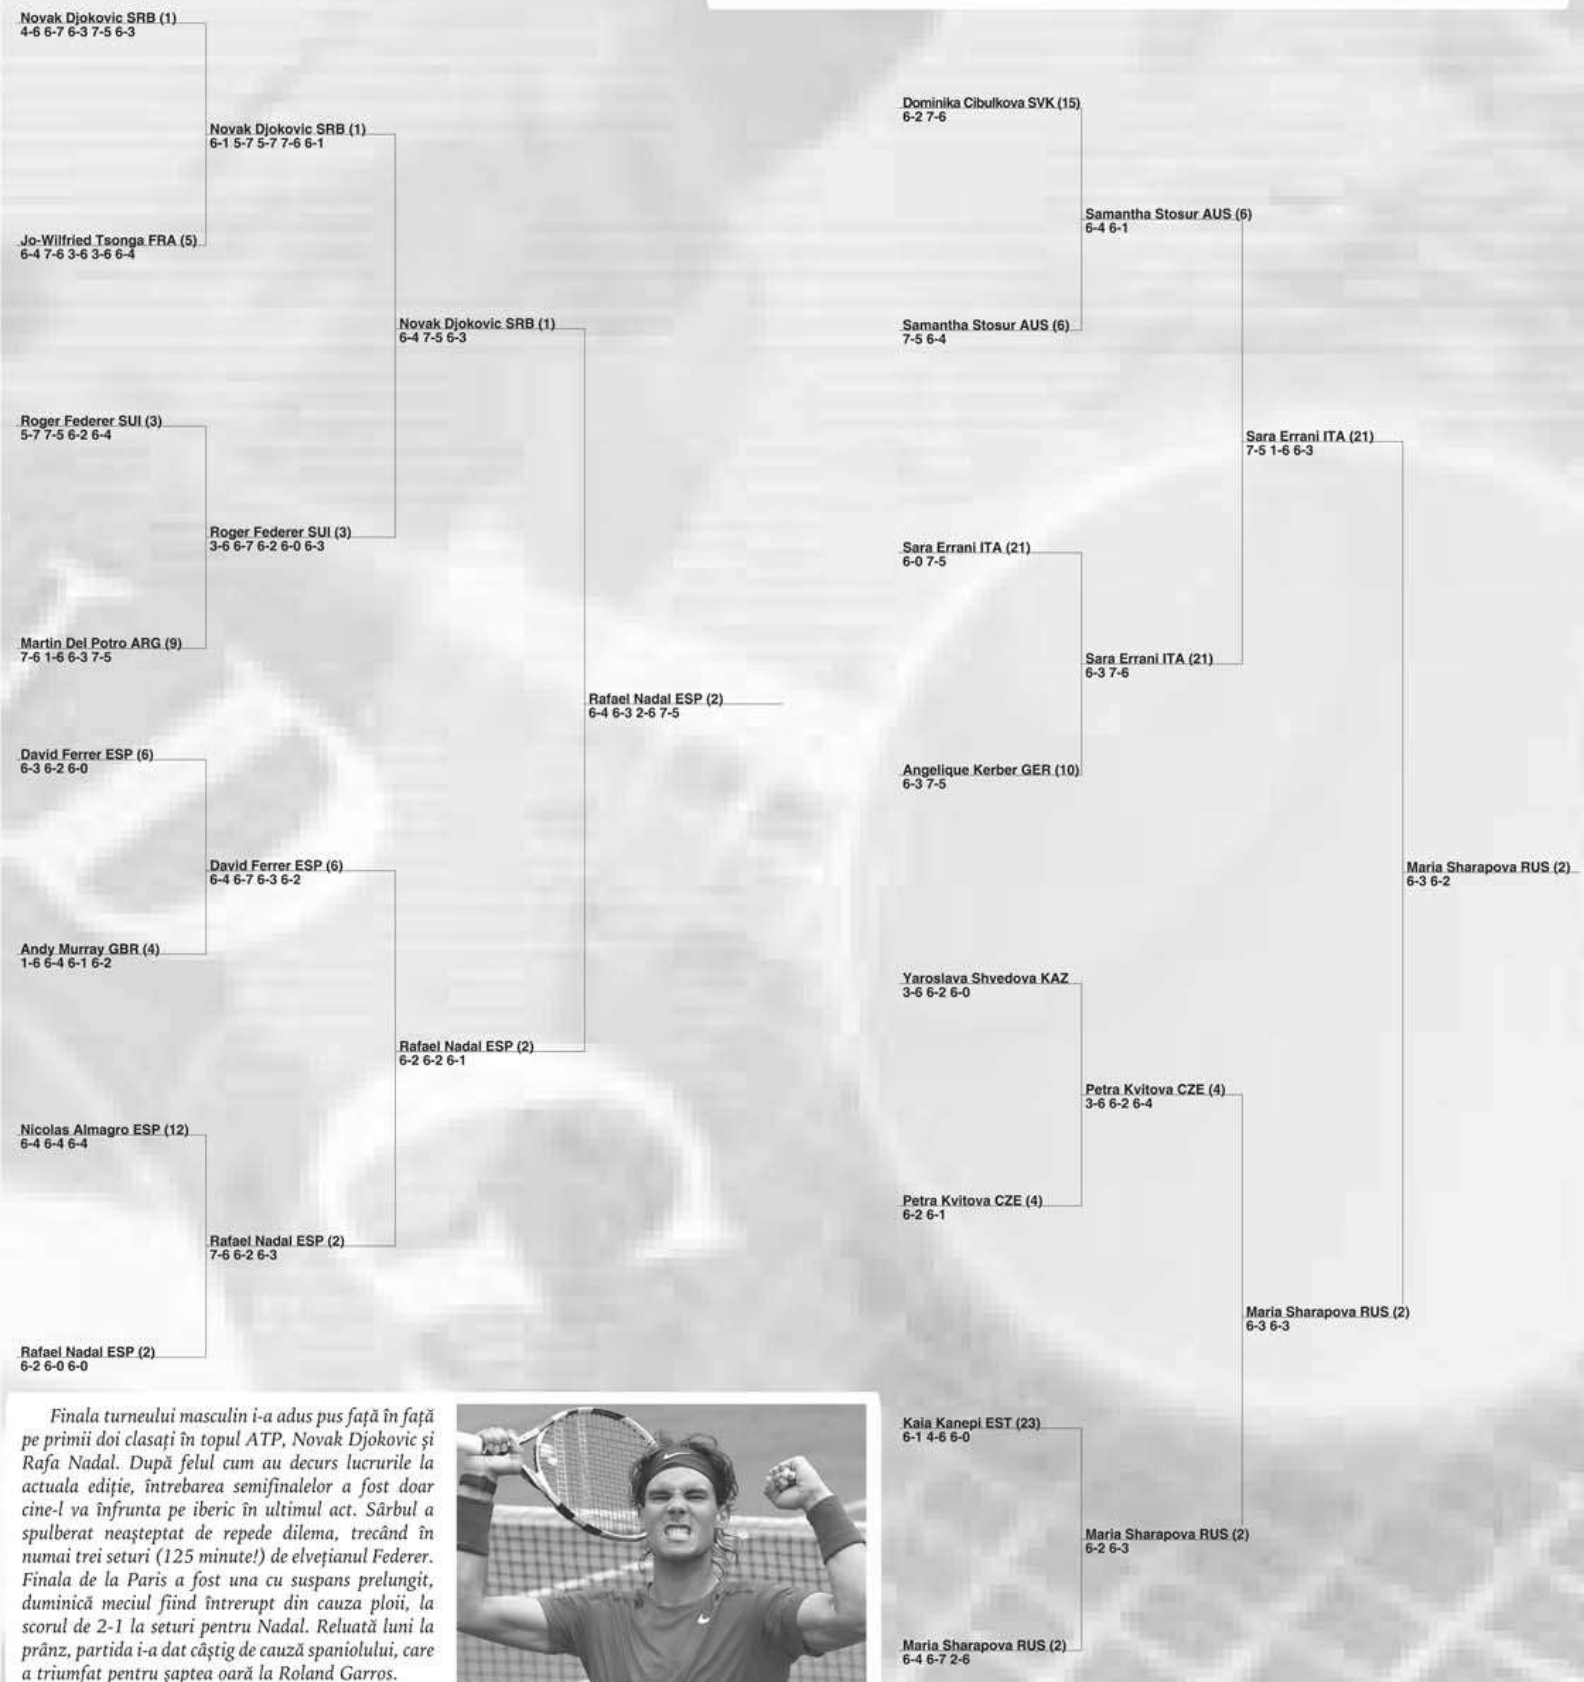 Novak Djokovic SRB (1)
4-6 6-7 6-3 7-5 6-3
Novak Djokovic SRB (1)
6-1 5-7 5-7 7-6 6-1
Jo-Wilfried Tsonga FRA (5)
6-4 7-6 3-6 3-6 6-4
Novak Djokovic SRB (1)
6-4 7-5 6-3
Roger Federer SUI (3)
5-7 7-5 6-2 6-4
Roger Federer SUI (3)
3-6 6-7 6-2 6-0 6-3
Martin Del Potro ARG (9)
7-6 1-6 6-3 7-5
Rafael Nadal ESP (2)
6-4 6-3 2-6 7-5
David Ferrer ESP (6)
6-3 6-2 6-0
David Ferrer ESP (6)
6-4 6-7 6-3 6-2
Andy Murray GBR (4)
1-6 6-4 6-1 6-2
Rafael Nadal ESP (2)
6-2 6-2 6-1
Nicolas Almagro ESP (12)
6-4 6-4 6-4
Rafael Nadal ESP (2)
7-6 6-2 6-3
Rafael Nadal ESP (2)
6-2 6-0 6-0
Dominika Cibulkova SVK (15)
6-2 7-6
Samantha Stosur AUS (6)
6-4 6-1
Samantha Stosur AUS (6)
7-5 6-4
Sara Errani ITA (21)
7-5 1-6 6-3
Sara Errani ITA (21)
6-0 7-5
Sara Errani ITA (21)
6-3 7-6
Angelique Kerber GER (10)
6-3 7-5
Maria Sharapova RUS (2)
6-3 6-2
Yaroslava Shvedova KAZ
3-6 6-2 6-0
Petra Kvitova CZE (4)
3-6 6-2 6-4
Petra Kvitova CZE (4)
6-2 6-1
Maria Sharapova RUS (2)
6-3 6-3
Kaia Kanepi EST (23)
6-1 4-6 6-0
Maria Sharapova RUS (2)
6-2 6-3
Maria Sharapova RUS (2)
6-4 6-7 2-6
Finala turneului masculin i-a adus pus față în față
pe primii doi clasați în topul ATP, Novak Djokovic și
Rafa Nadal. După felul cum au decurs lucrurile la
actuala ediție, întrebarea semifinalelor a fost doar
cine-l va înfrunta pe iberic în ultimul act. Sârbul a
spulberat neașteptat de repede dilema, trecând în
numai trei seturi (125 minute!) de elvețianul Federer.
Finala de la Paris a fost una cu suspans prelungit,
duminică meciul fiind întrerupt din cauza ploii, la
scorul de 2-1 la seturi pentru Nadal. Reluată luni la
prânz, partida i-a dat câștig de cauză spaniolului, care
a triumfat pentru șaptea oară la Roland Garros.